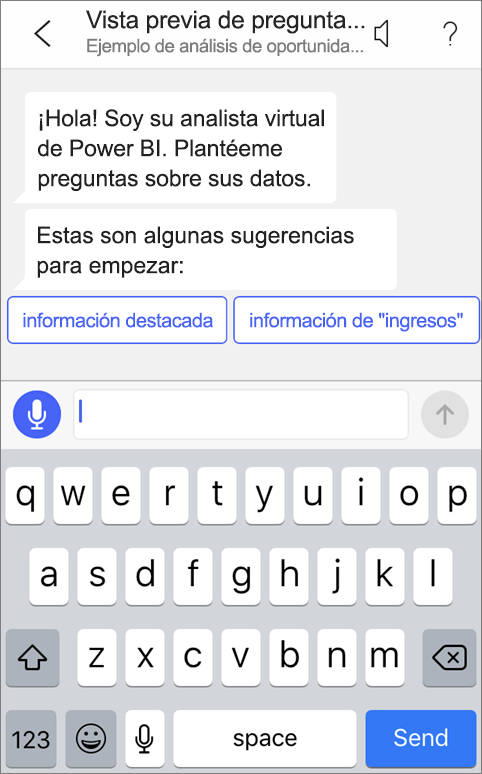 Vista previa de pregunta...
Ejemplo de análisis de oportunida...
?
¡Hola! Soy su analista virtual
de Power BI. Plantéeme
preguntas sobre sus datos.
Estas son algunas sugerencias
para empezar:
información destacada
información de "ingresos"
q w e r t y u i o p
a s d f g h j k l
z x c v b n m
123 space Send